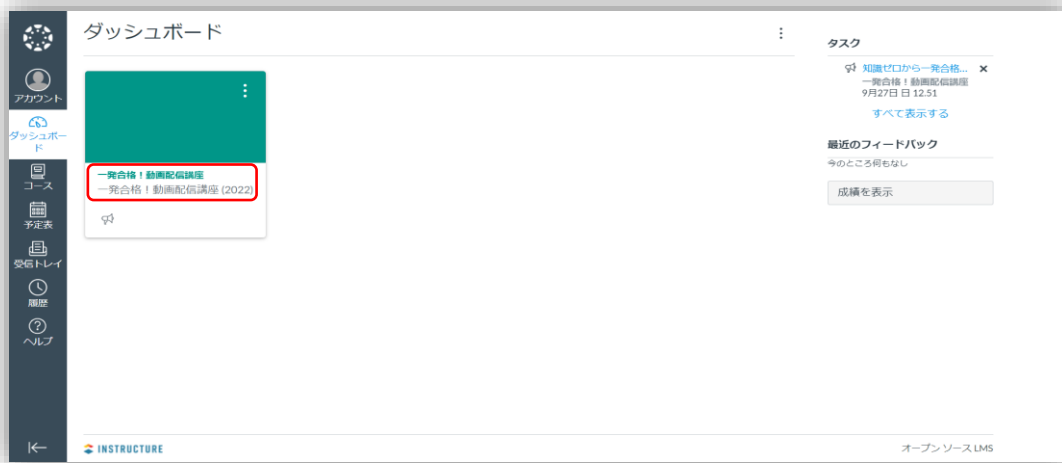 ダッシュボード
アカウント
ダッシュボー
ド
コース
予定表
受信トレイ
履歴
ヘルプ
一発合格！動画配信講座
一発合格！動画配信講座 (2022)
タスク
知識ゼロから一発合格...
一発合格！動画配信講座
9月27日 日 12.51
すべて表示する
最近のフィードバック
今のところ何もなし
成績を表示
INSTRUCTURE
オープン ソース LMS